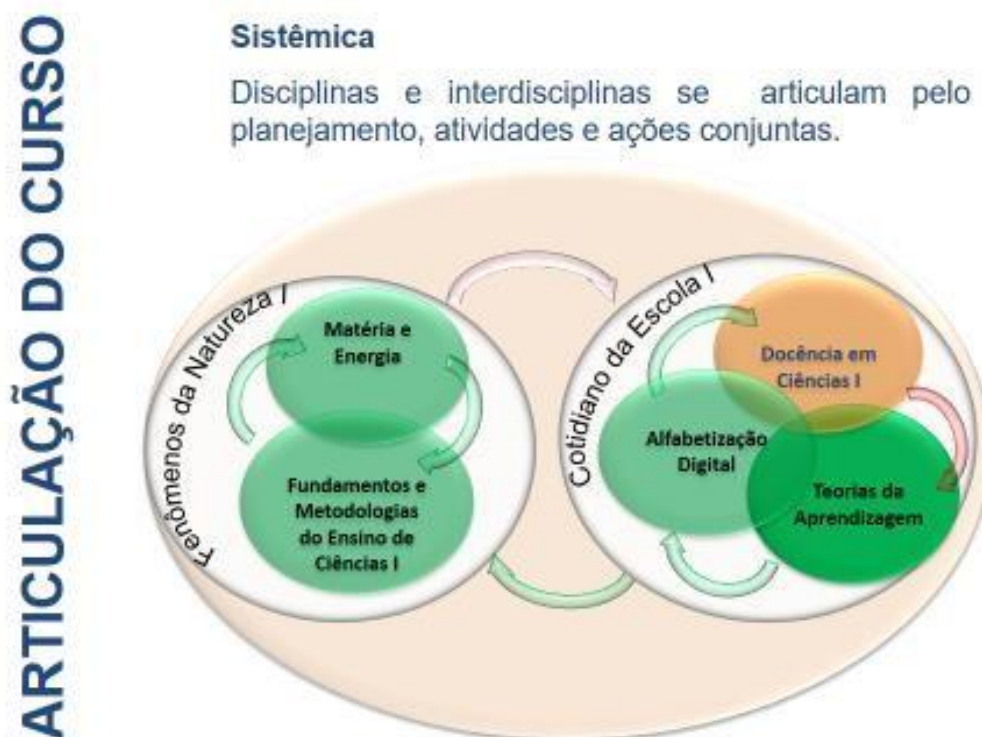 ARTICULAÇÃO DO CURSO
Sistêmica
Disciplinas e interdisciplinas se articulam pelo
planejamento, atividades e ações conjuntas.
Fenômenos da Natureza I
Matéria e
Energia
Fundamentos e
Metodologias
do Ensino de
Ciências I
Cotidiano da Escola I
Docência em
Ciências I
Alfabetização
Digital
Teorias da
Aprendizagem